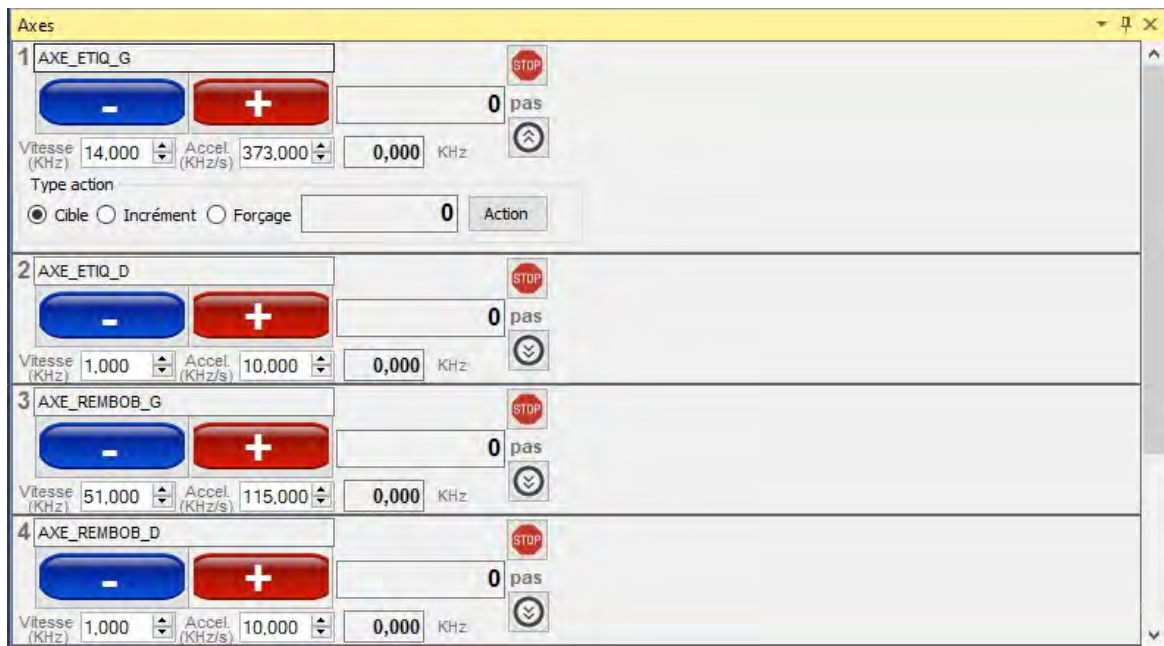 Axes
1 AXE_ETIQ_G
STOP
- + 0 pas
Vitesse (KHz) 14,000 Accel. (KHz/s) 373,000 0,000 KHz
Type action
Cible Incrément Forçage 0 Action
2 AXE_ETIQ_D
STOP
- + 0 pas
Vitesse (KHz) 1,000 Accel. (KHz/s) 10,000 0,000 KHz
3 AXE_REMBOB_G
STOP
- + 0 pas
Vitesse (KHz) 51,000 Accel. (KHz/s) 115,000 0,000 KHz
4 AXE_REMBOB_D
STOP
- + 0 pas
Vitesse (KHz) 1,000 Accel. (KHz/s) 10,000 0,000 KHz